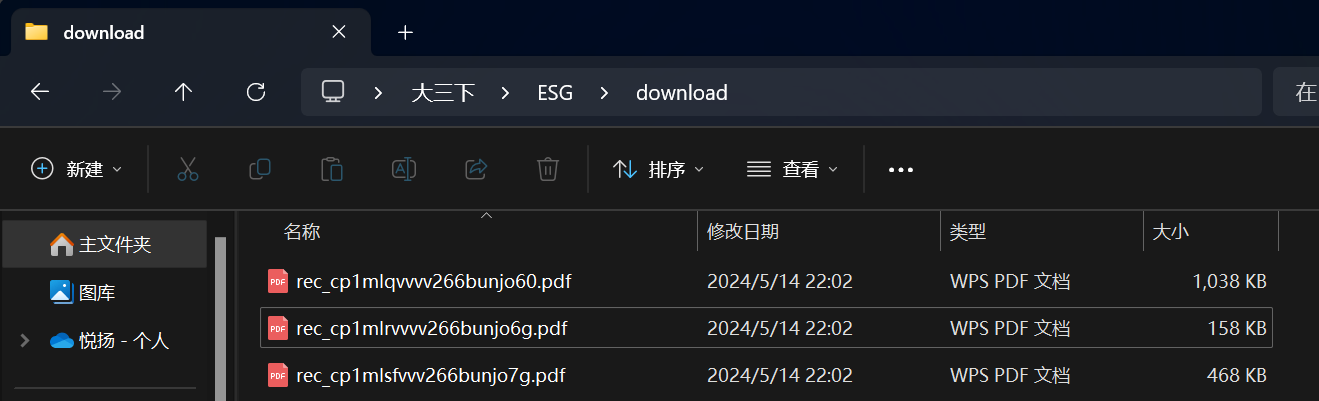 download
大三下 ESG download 在
新建 排序 查看
主文件夹
图库
悦扬 - 个人
名称 修改日期 类型 大小
PDF rec_cp1mlqvvvv266bunjo60.pdf 2024/5/14 22:02 WPS PDF 文档 1,038 KB
PDF rec_cp1mlrvvvv266bunjo6g.pdf 2024/5/14 22:02 WPS PDF 文档 158 KB
PDF rec_cp1mlsfvvv266bunjo7g.pdf 2024/5/14 22:02 WPS PDF 文档 468 KB